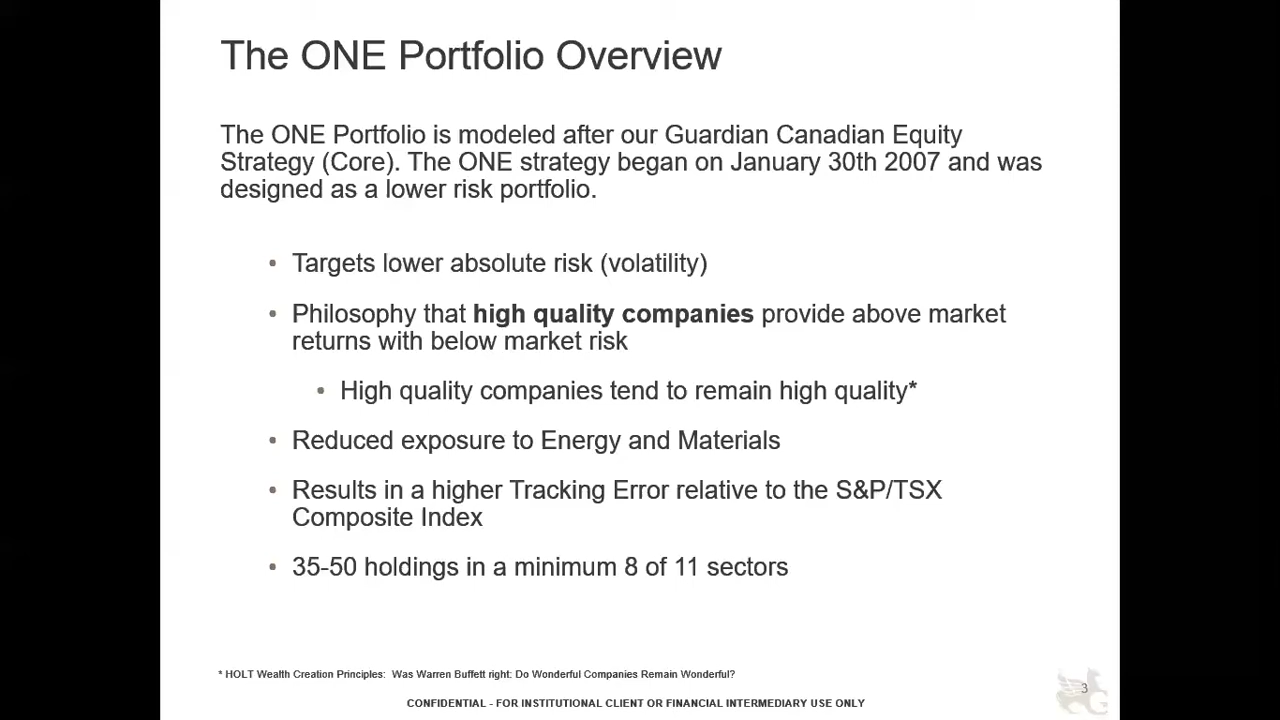 The ONE Portfolio Overview
The ONE Portfolio is modeled after our Guardian Canadian Equity
Strategy (Core). The ONE strategy began on January 30th 2007 and was
designed as a lower risk portfolio.
• Targets lower absolute risk (volatility)
• Philosophy that high quality companies provide above market
returns with below market risk
• High quality companies tend to remain high quality*
• Reduced exposure to Energy and Materials
• Results in a higher Tracking Error relative to the S&P/TSX
Composite Index
• 35-50 holdings in a minimum 8 of 11 sectors
* HOLT Wealth Creation Principles: Was Warren Buffett right: Do Wonderful Companies Remain Wonderful?
3
CONFIDENTIAL - FOR INSTITUTIONAL CLIENT OR FINANCIAL INTERMEDIARY USE ONLY